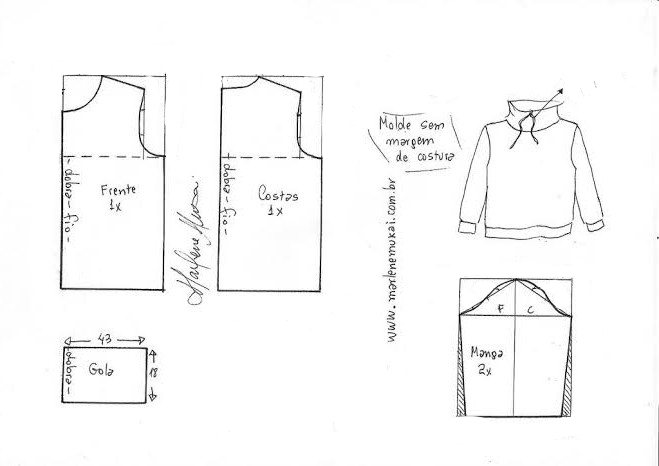 dobra - fio -
Frente
1x
dobra - fio -
Costas
1x
Marlene Mukai
Molde sem
margem
de costura
www.marlenemukai.com.br
43
dobra -
Gola
18
F
C
Manga
2x